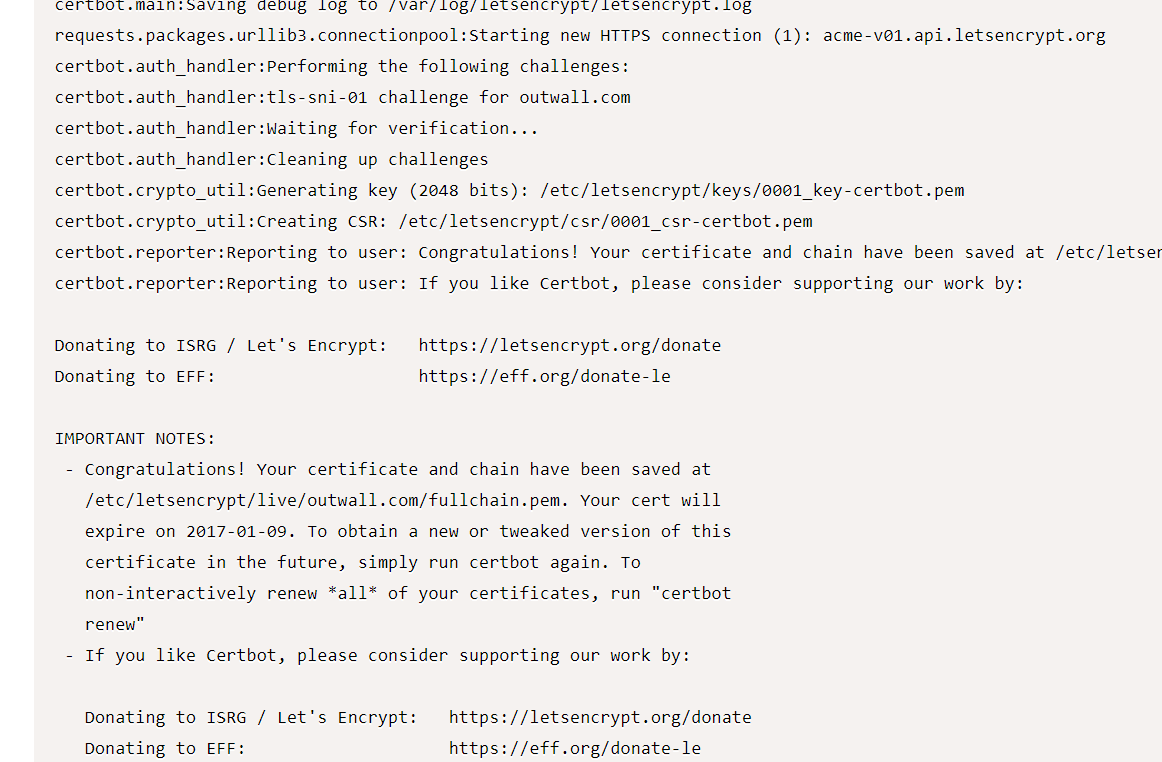 certbot.main:Saving debug log to /var/log/letsencrypt/letsencrypt.log
requests.packages.urllib3.connectionpool:Starting new HTTPS connection (1): acme-v01.api.letsencrypt.org
certbot.auth_handler:Performing the following challenges:
certbot.auth_handler:tls-sni-01 challenge for outwall.com
certbot.auth_handler:Waiting for verification...
certbot.auth_handler:Cleaning up challenges
certbot.crypto_util:Generating key (2048 bits): /etc/letsencrypt/keys/0001_key-certbot.pem
certbot.crypto_util:Creating CSR: /etc/letsencrypt/csr/0001_csr-certbot.pem
certbot.reporter:Reporting to user: Congratulations! Your certificate and chain have been saved at /etc/letser
certbot.reporter:Reporting to user: If you like Certbot, please consider supporting our work by:
Donating to ISRG / Let's Encrypt:   https://letsencrypt.org/donate
Donating to EFF:                    https://eff.org/donate-le
IMPORTANT NOTES:
 - Congratulations! Your certificate and chain have been saved at
   /etc/letsencrypt/live/outwall.com/fullchain.pem. Your cert will
   expire on 2017-01-09. To obtain a new or tweaked version of this
   certificate in the future, simply run certbot again. To
   non-interactively renew *all* of your certificates, run "certbot
   renew"
 - If you like Certbot, please consider supporting our work by:
   Donating to ISRG / Let's Encrypt:   https://letsencrypt.org/donate
   Donating to EFF:                    https://eff.org/donate-le